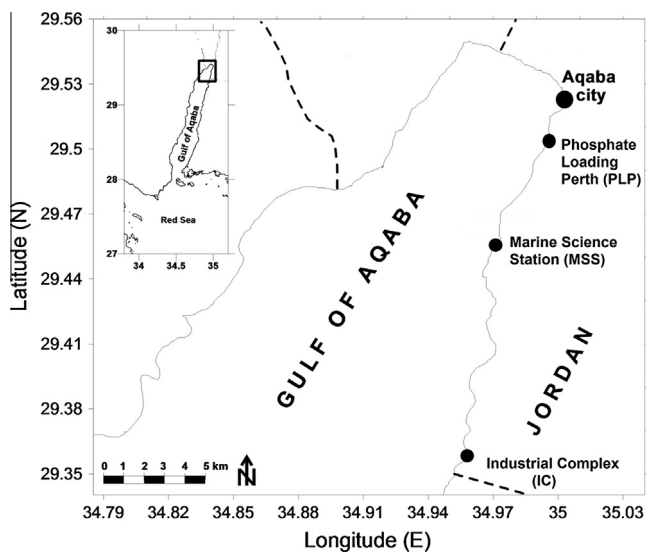 29.56
29.53
29.5
29.47
29.44
29.41
29.38
29.35
Latitude (N)
30
29
28
27
34
34.5
35
Gulf of Aqaba
Red Sea
Aqaba
city
Phosphate
Loading
Perth (PLP)
Marine Science
Station (MSS)
GULF OF AQABA
JORDAN
Industrial Complex
(IC)
0 1 2 3 4 5 km
N
34.79 34.82 34.85 34.88 34.91 34.94 34.97 35 35.03
Longitude (E)